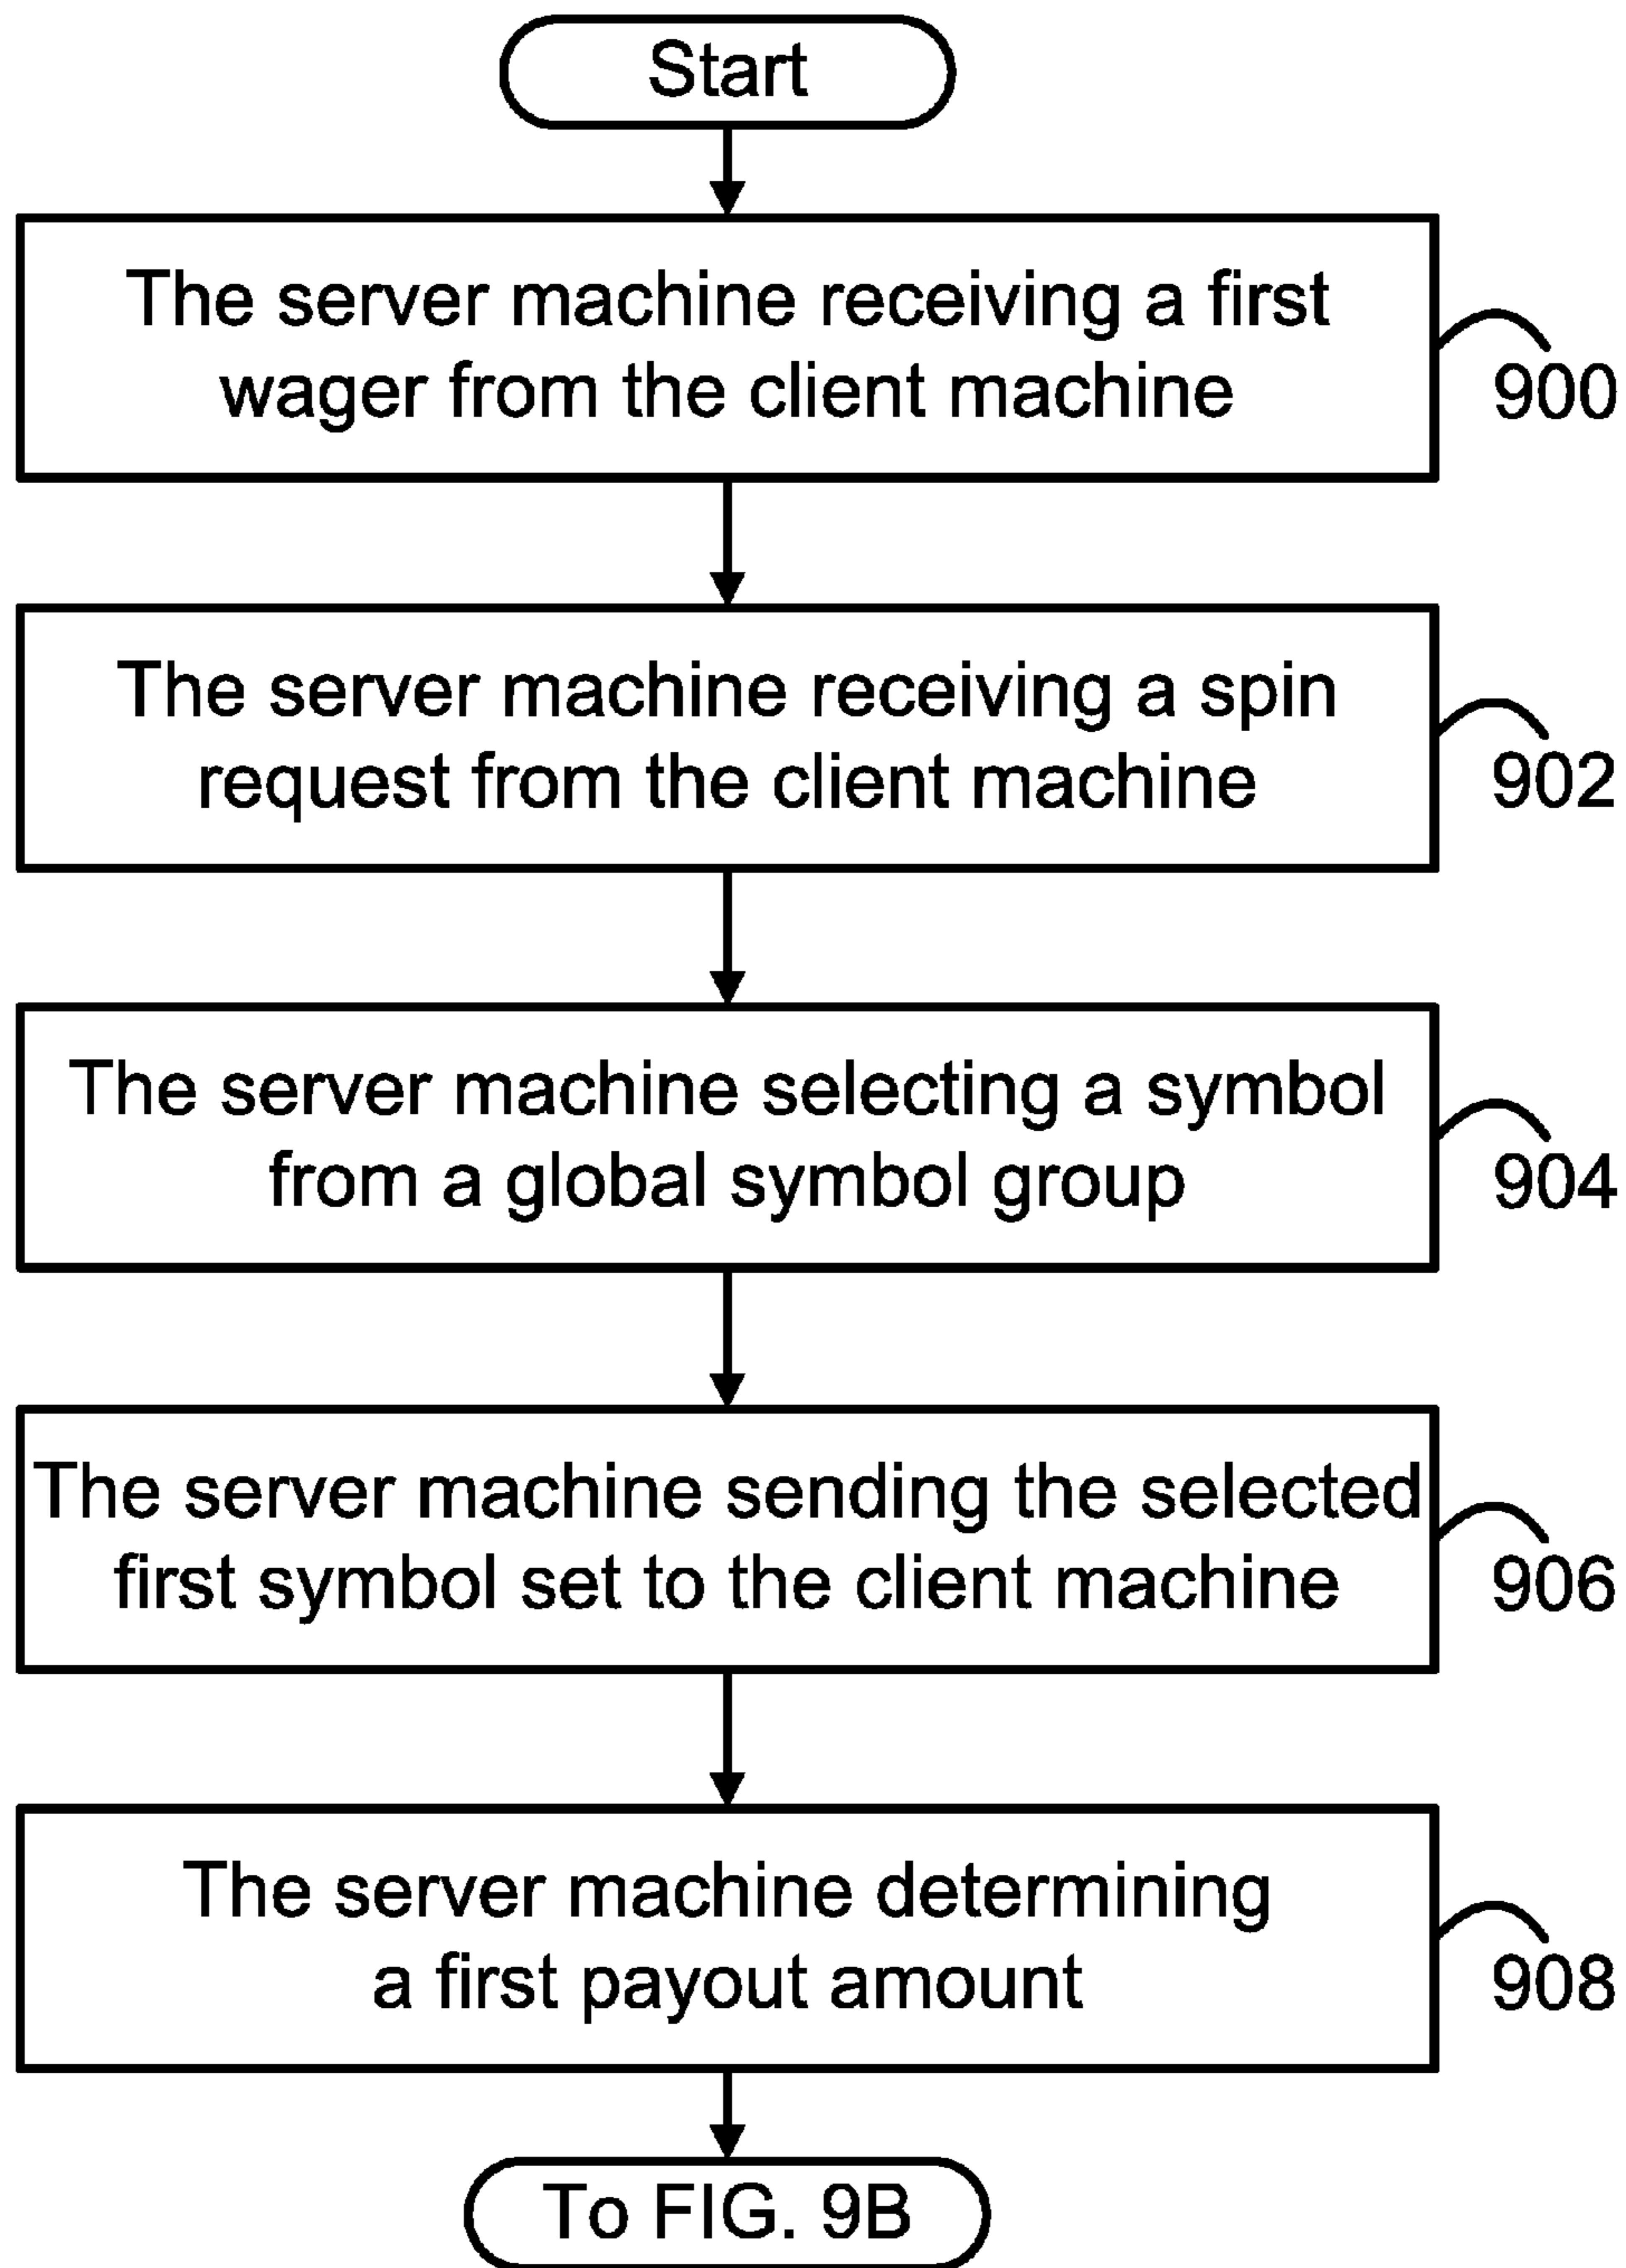 Start
The server machine receiving a first
wager from the client machine
900
The server machine receiving a spin
request from the client machine
902
The server machine selecting a symbol
from a global symbol group
904
The server machine sending the selected
first symbol set to the client machine
906
The server machine determining
a first payout amount
908
To FIG. 9B